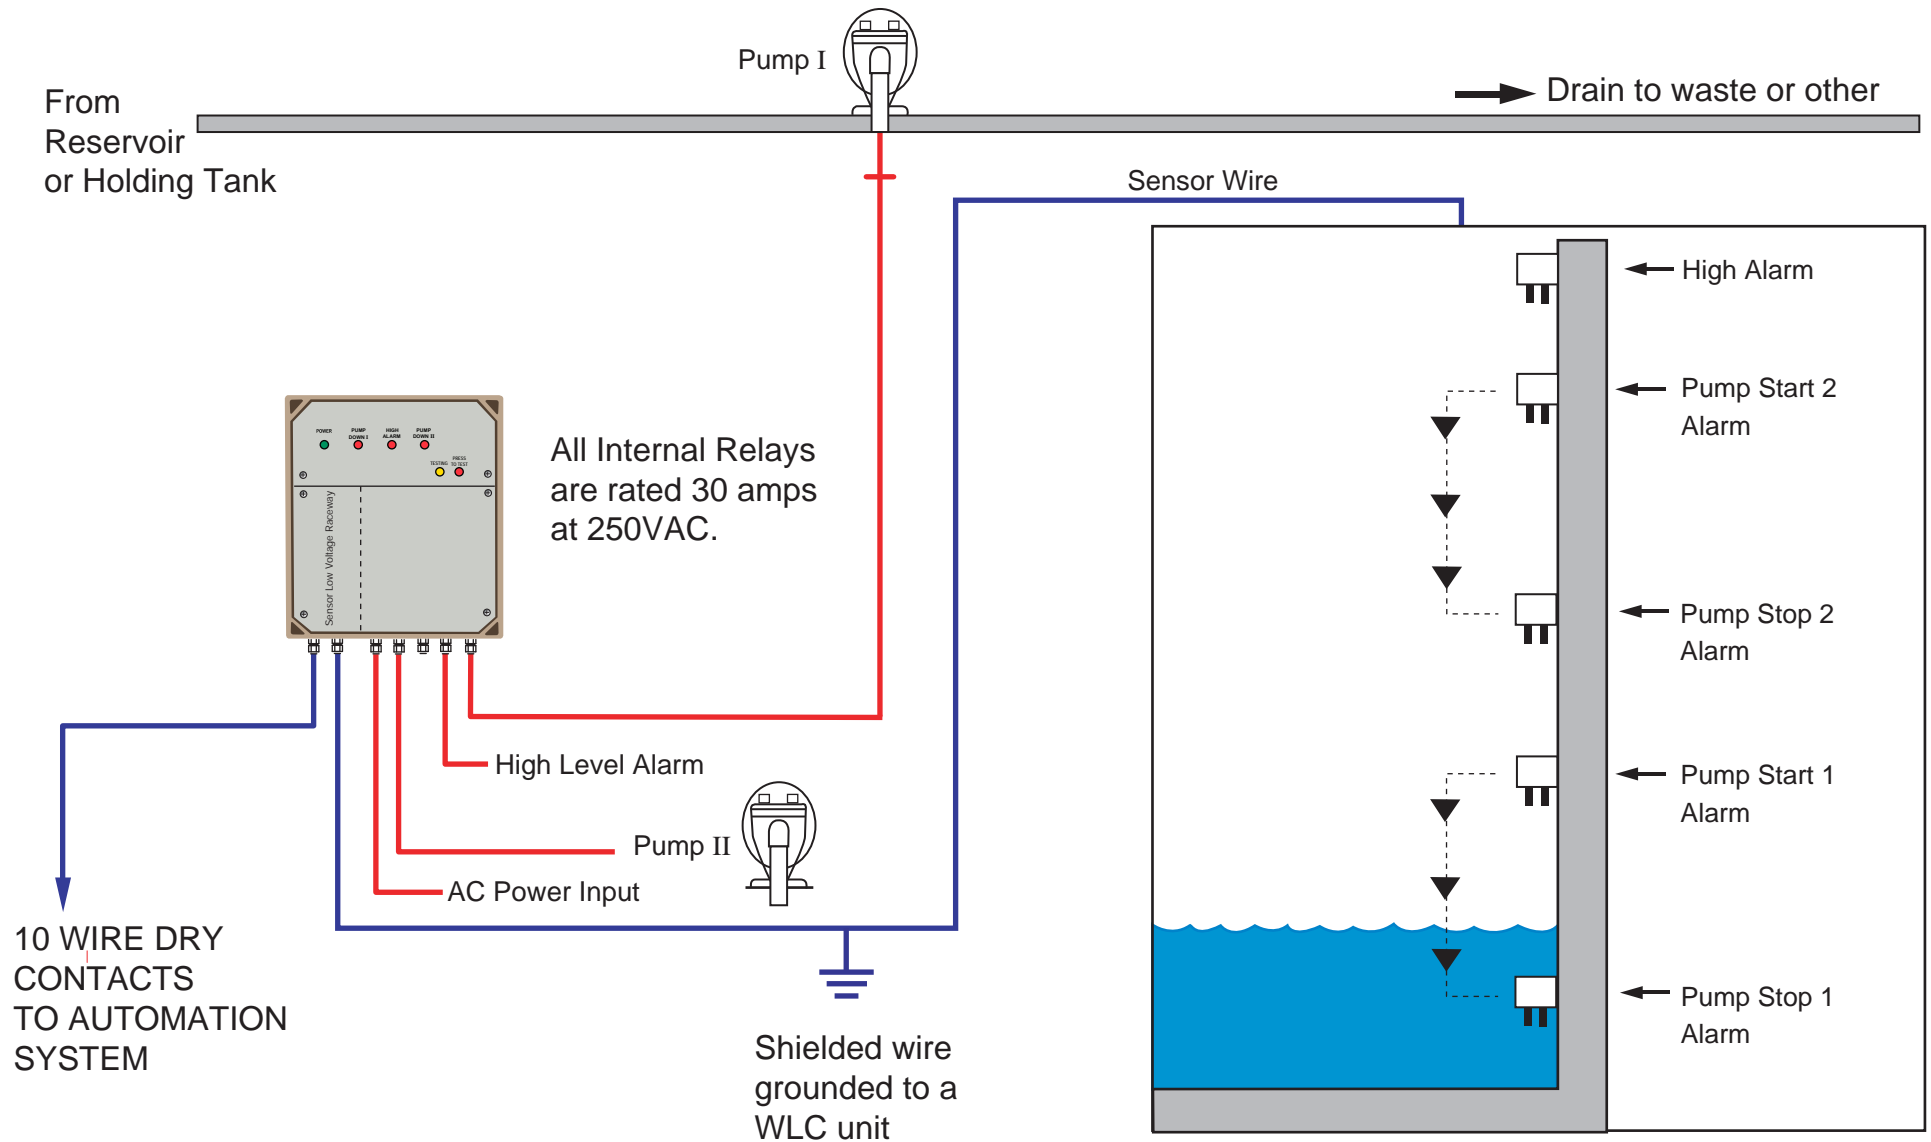 Pump I
From
Reservoir
or Holding Tank
Drain to waste or other
Sensor Wire
High Alarm
Pump Start 2
Alarm
POWER
PUMP
DOWN I
HIGH
ALARM
PUMP
DOWN II
TESTING
PRESS
TO TEST
Sensor Low Voltage Raceway
All Internal Relays
are rated 30 amps
at 250VAC.
Pump Stop 2
Alarm
Pump Start 1
Alarm
High Level Alarm
Pump II
AC Power Input
10 WIRE DRY
CONTACTS
TO AUTOMATION
SYSTEM
Shielded wire
grounded to a
WLC unit
Pump Stop 1
Alarm